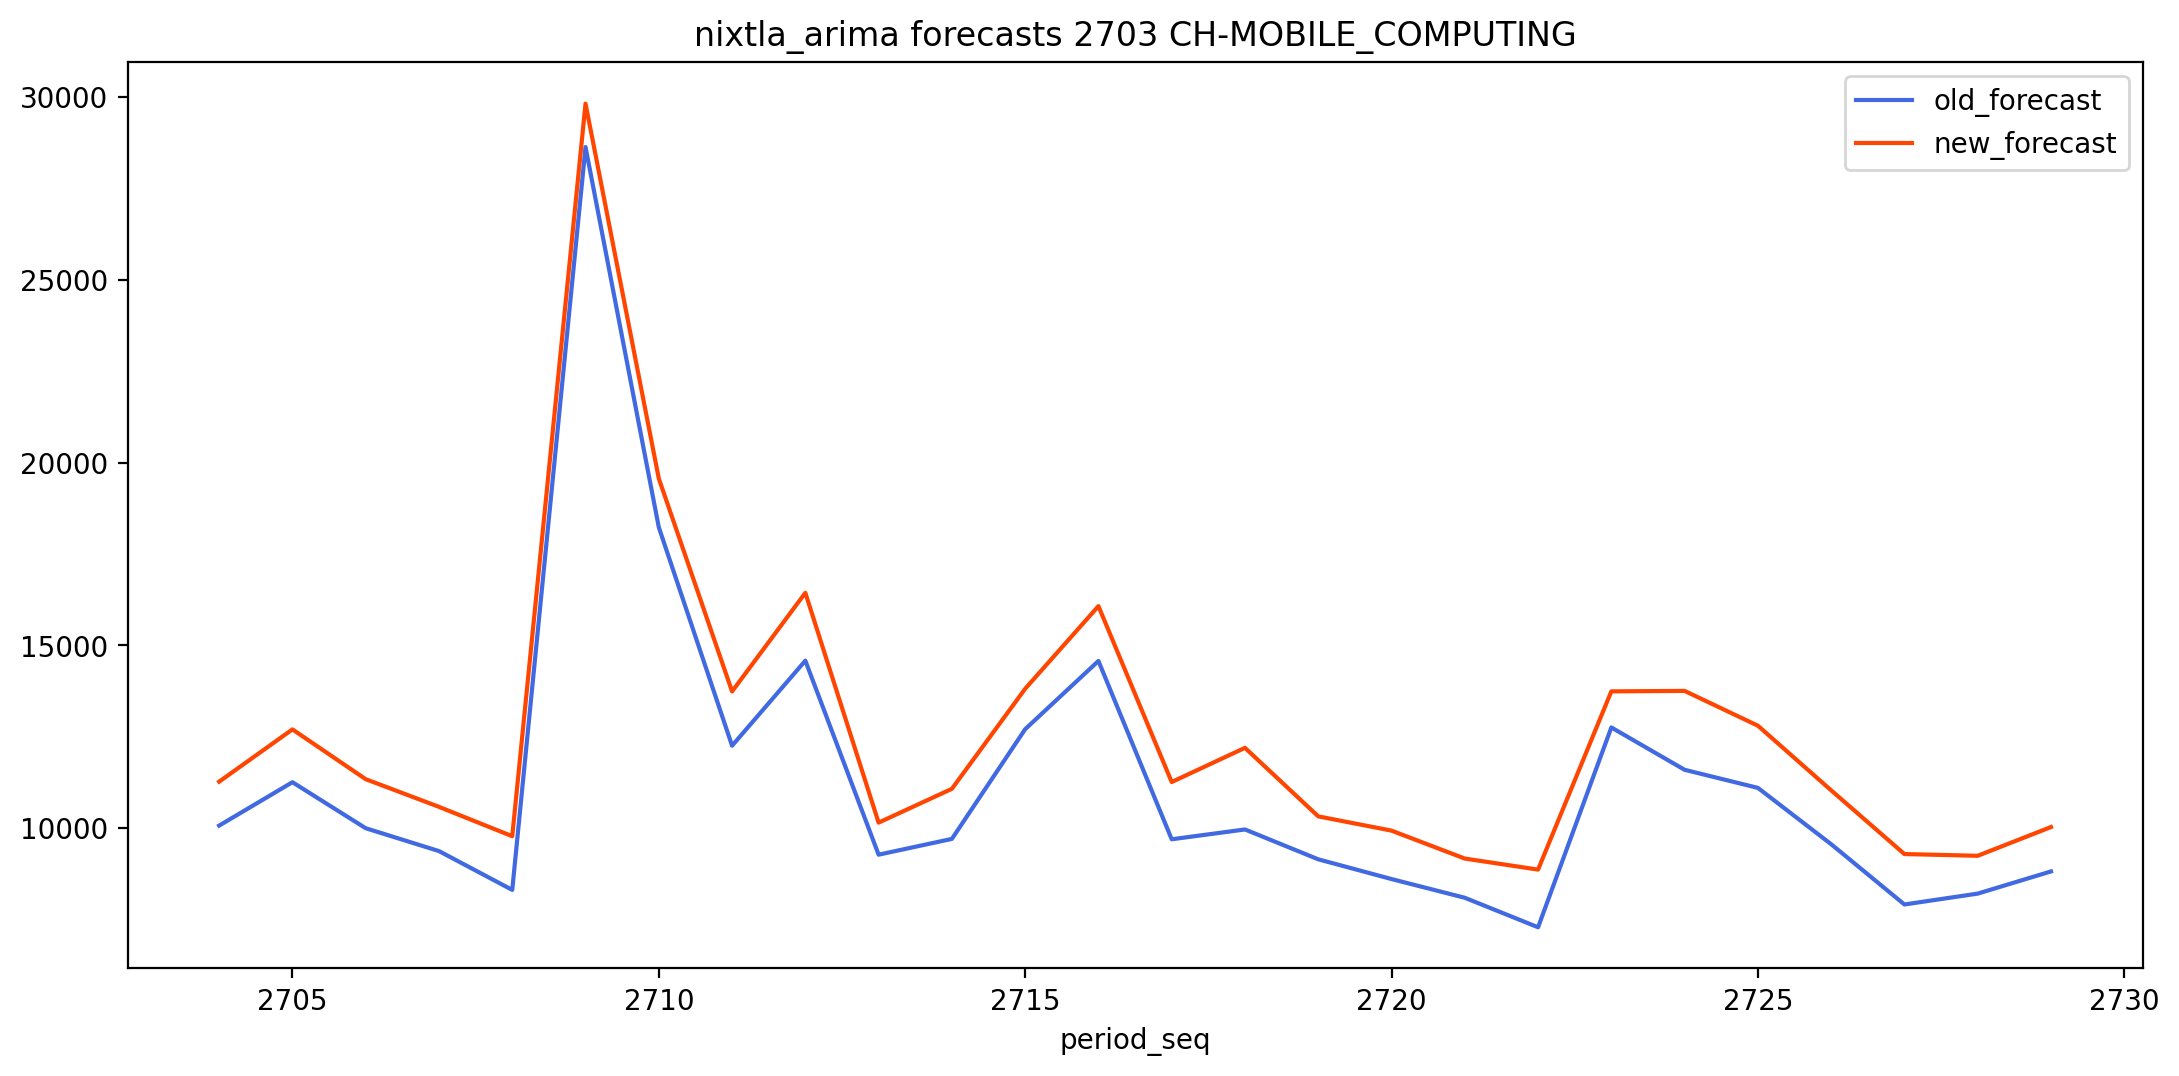 nixtla_arima forecasts 2703 CH-MOBILE_COMPUTING
old_forecast
new_forecast
30000
25000
20000
15000
10000
2705 2710 2715 2720 2725 2730
period_seq